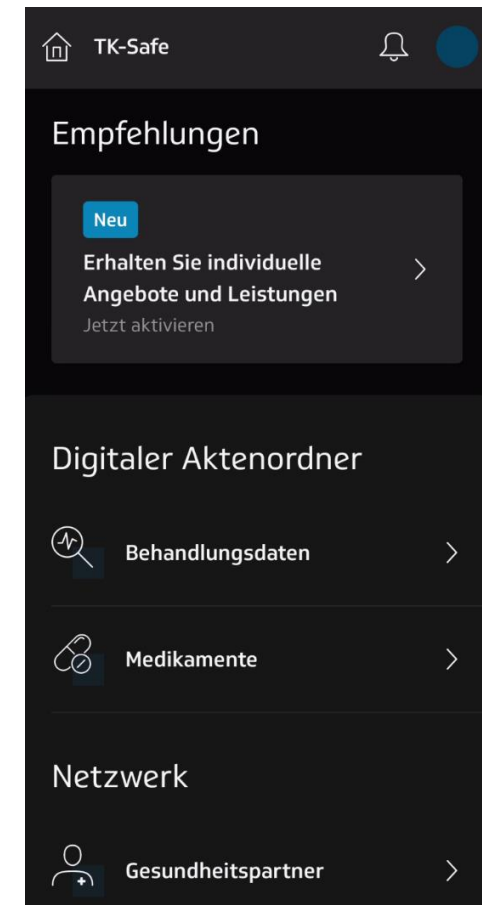 TK-Safe
Empfehlungen
Neu
Erhalten Sie individuelle
Angebote und Leistungen
Jetzt aktivieren
Digitaler Aktenordner
Behandlungsdaten
Medikamente
Netzwerk
Gesundheitspartner